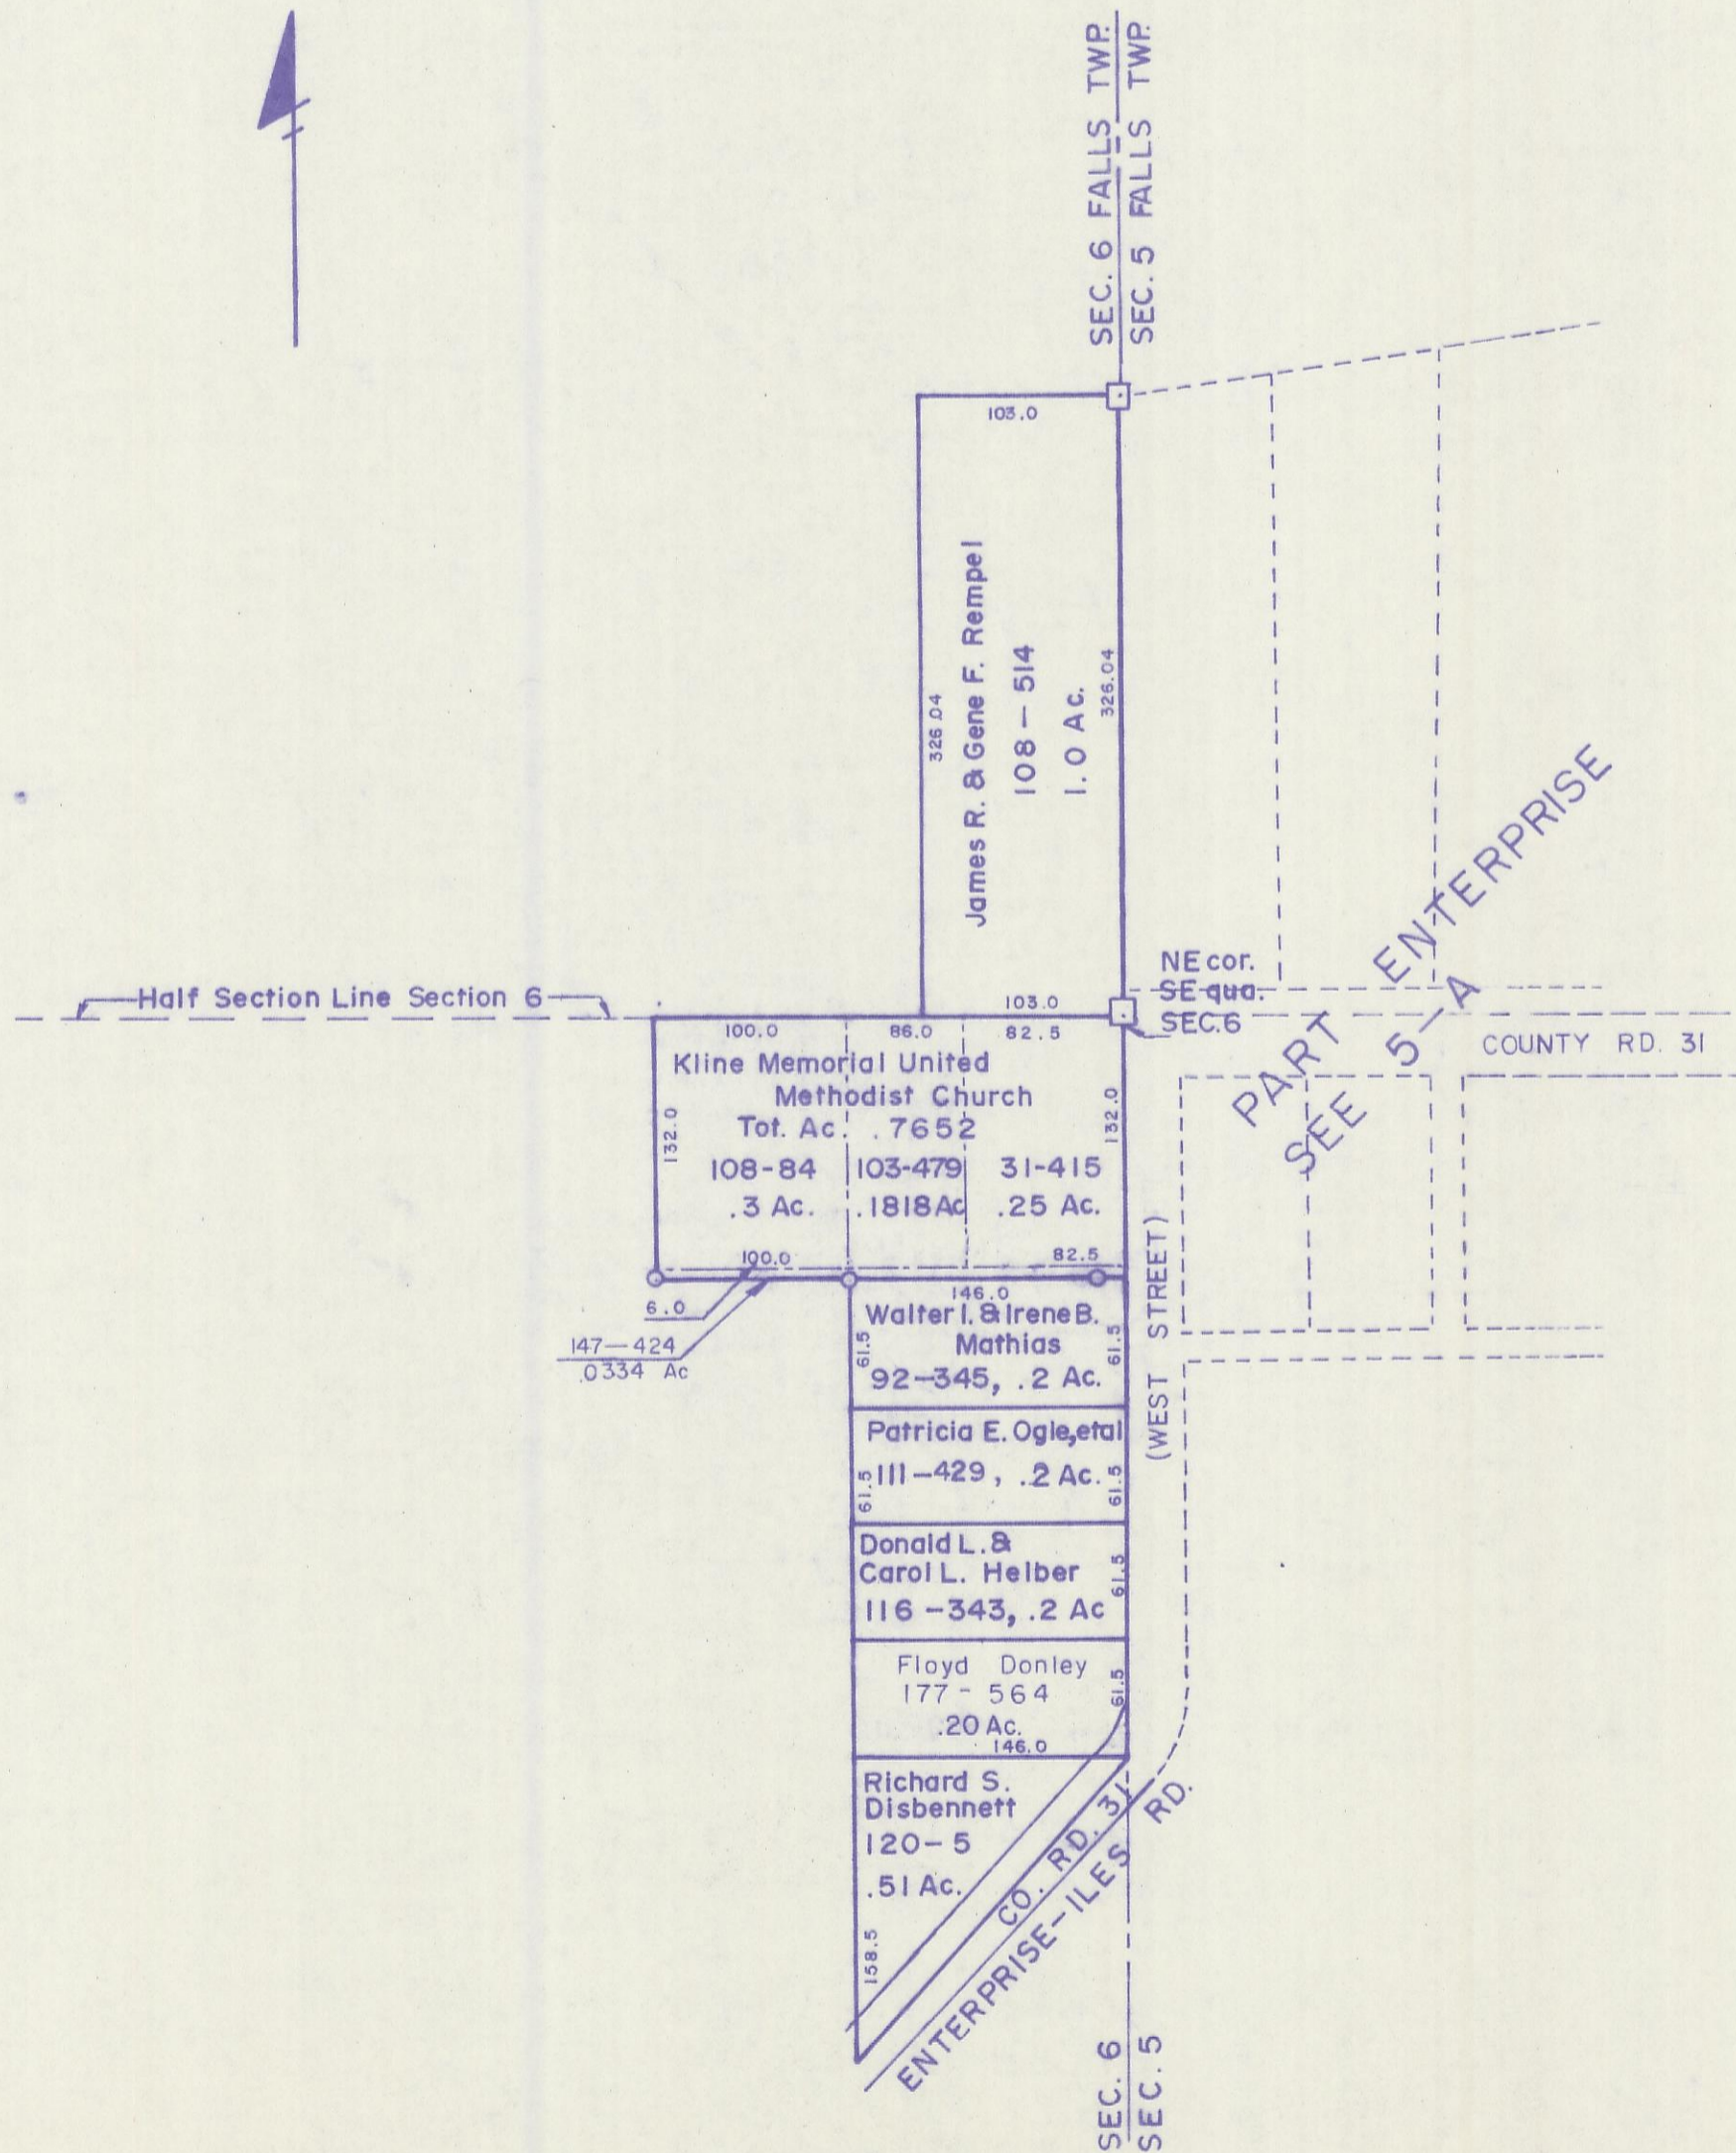 SEC. 6 FALLS TWP.
SEC. 5 FALLS TWP.
103.0
326.04
James R. & Gene F. Rempel
108-514
1.0 Ac.
326.04
103.0
NE cor.
SE qua.
SEC. 6
Half Section Line Section 6
PART ENTERPRISE
SEE 5-A
COUNTY RD. 31
100.0 86.0 82.5
Kline Memorial United
Methodist Church
Tot. Ac. .7652
132.0
132.0
108-84 103-479 31-415
.3 Ac. .1818Ac .25 Ac.
100.0 82.5
6.0
147-424
.0334 Ac
146.0
Walter I. & Irene B.
Mathias
61.5
61.5
92-345, .2 Ac.
(WEST STREET)
Patricia E. Ogle, etal
61.5
111-429, .2 Ac.
61.5
Donald L. &
Carol L. Helber
61.5
116-343, .2 Ac
Floyd Donley
177-564
61.5
.20 Ac.
146.0
Richard S.
Disbennett
120-5
.51 Ac.
158.5
CO. RD. 31
ENTERPRISE-ILES RD.
SEC. 6
SEC. 5